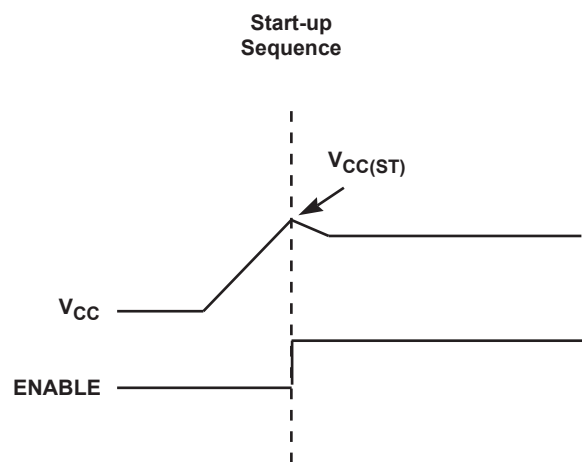 Start-up
Sequence
VCC(ST)
VCC
ENABLE